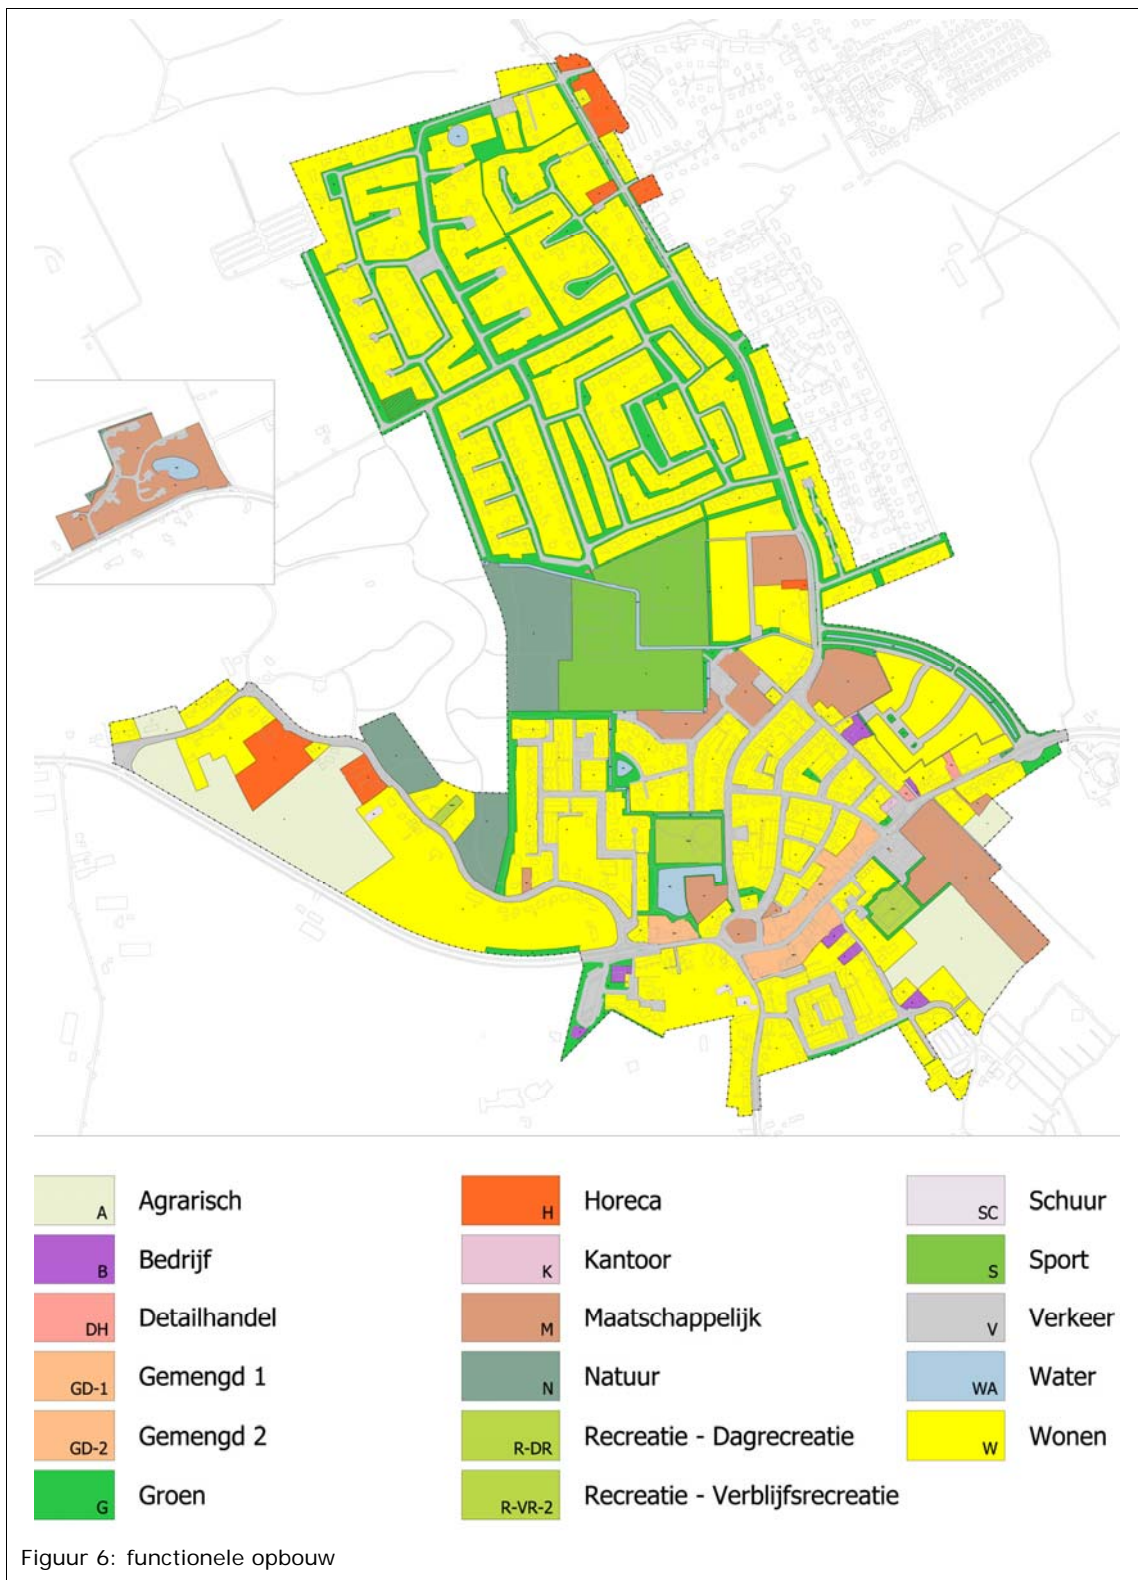 A Agrarisch
B Bedrijf
DH Detailhandel
GD-1 Gemengd 1
GD-2 Gemengd 2
G Groen
H Horeca
K Kantoor
M Maatschappelijk
N Natuur
R-DR Recreatie - Dagrecreatie
R-VR-2 Recreatie - Verblijfsrecreatie
SC Schuur
S Sport
V Verkeer
WA Water
W Wonen
Figuur 6: functionele opbouw